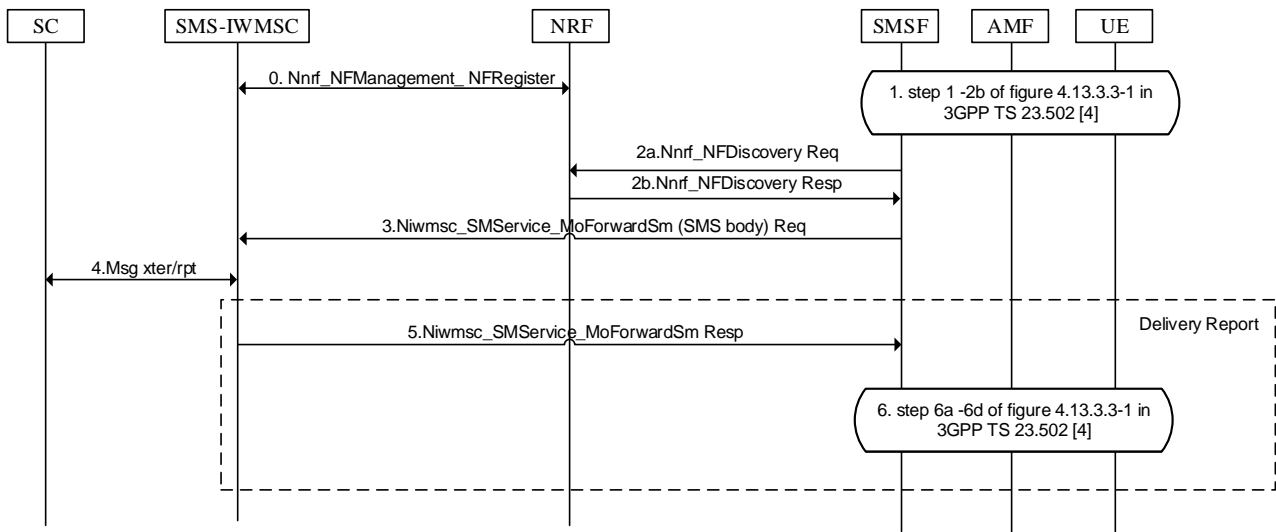 SC
SMS-IWMSC
NRF
SMSF
AMF
UE
0. Nnrf_NFManagement_ NFRegister
1. step 1 -2b of figure 4.13.3.3-1 in
3GPP TS 23.502 [4]
2a.Nnrf_NFDiscovery Req
2b.Nnrf_NFDiscovery Resp
3.Niwmsc_SMService_MoForwardSm (SMS body) Req
4.Msg xter/rpt
Delivery Report
5.Niwmsc_SMService_MoForwardSm Resp
6. step 6a -6d of figure 4.13.3.3-1 in
3GPP TS 23.502 [4]